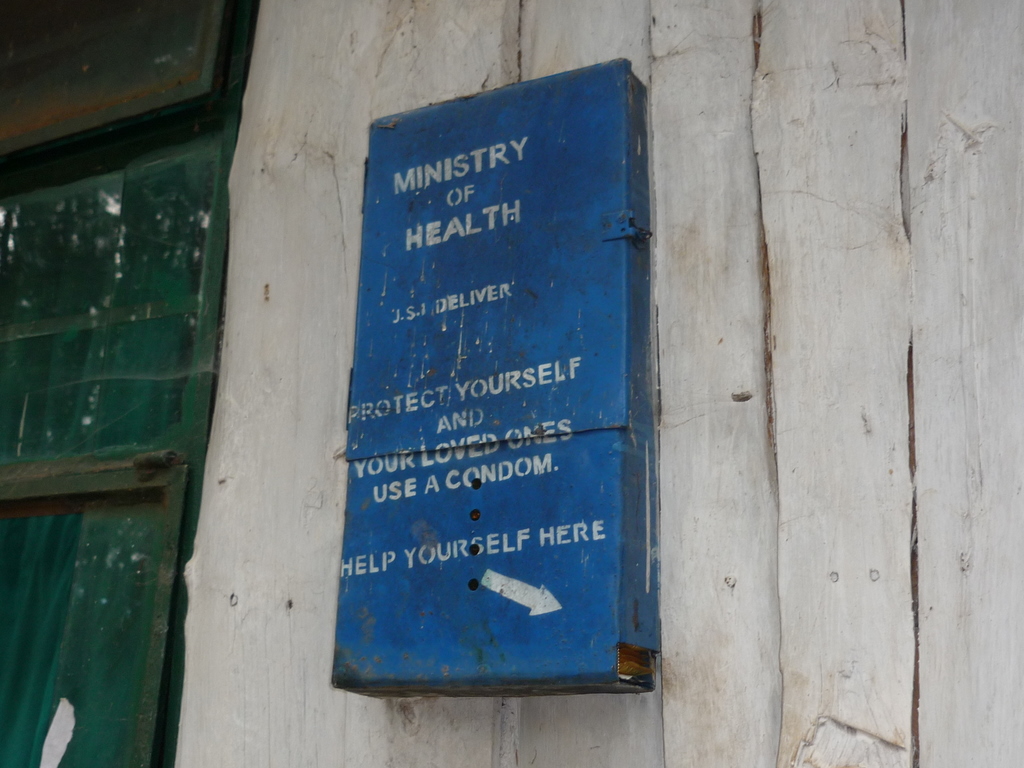 MINISTRY
OF
HEALTH
J.S.I DELIVER
PROTECT YOURSELF
AND
YOUR LOVED ONES
USE A CONDOM.
HELP YOURSELF HERE